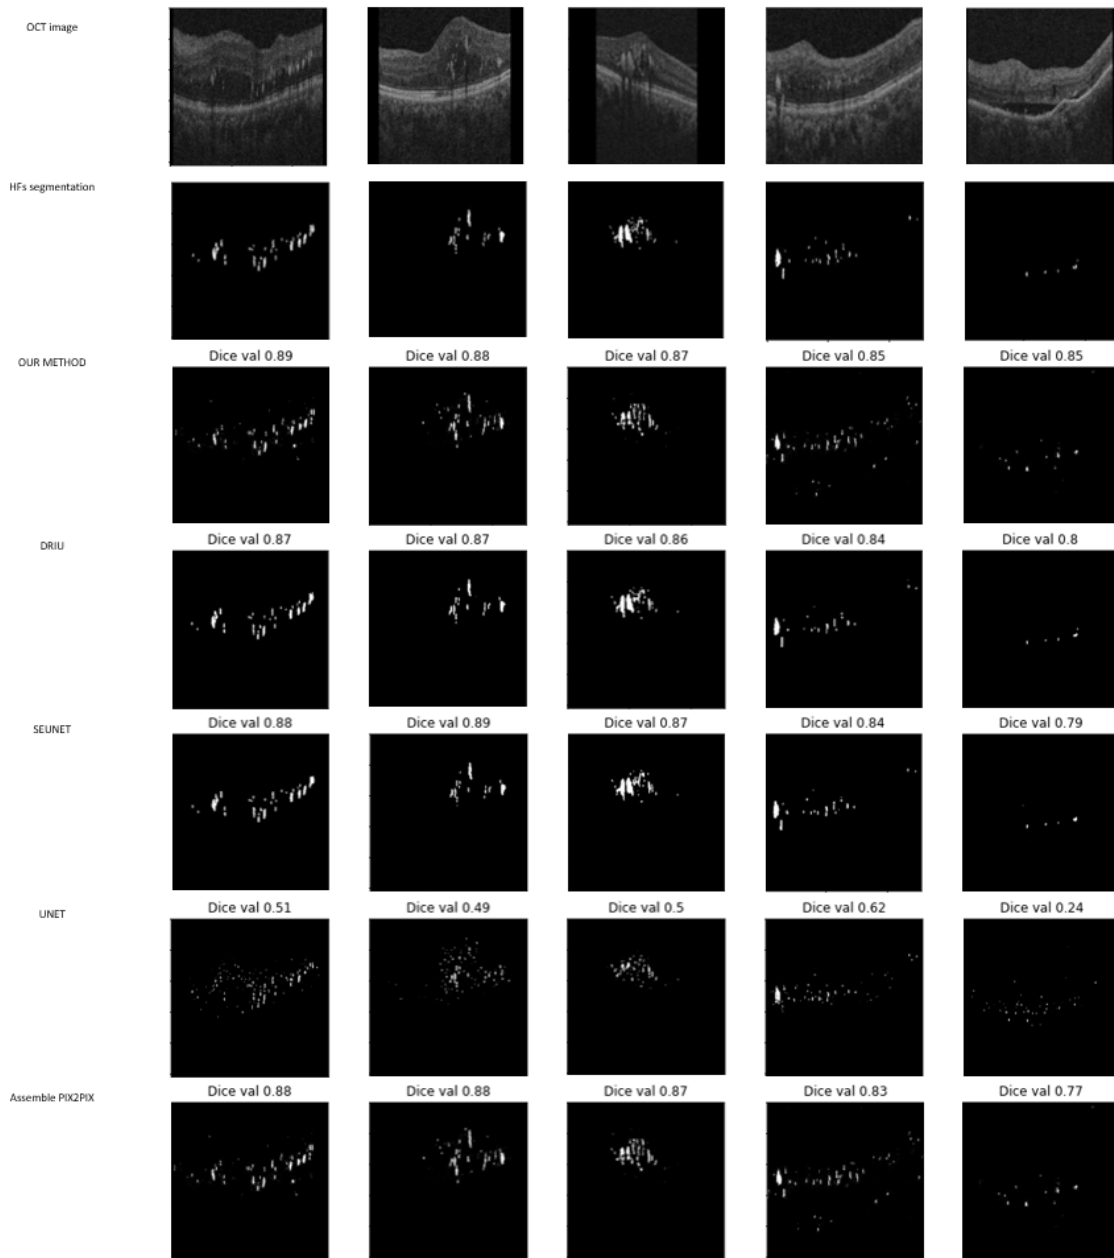 OCT image
HFs segmentation
OUR METHOD
Dice val 0.89 Dice val 0.88 Dice val 0.87 Dice val 0.85 Dice val 0.85
DRIU
Dice val 0.87 Dice val 0.87 Dice val 0.86 Dice val 0.84 Dice val 0.8
SEUNET
Dice val 0.88 Dice val 0.89 Dice val 0.87 Dice val 0.84 Dice val 0.79
UNET
Dice val 0.51 Dice val 0.49 Dice val 0.5 Dice val 0.62 Dice val 0.24
Assemble PIX2PIX
Dice val 0.88 Dice val 0.88 Dice val 0.87 Dice val 0.83 Dice val 0.77